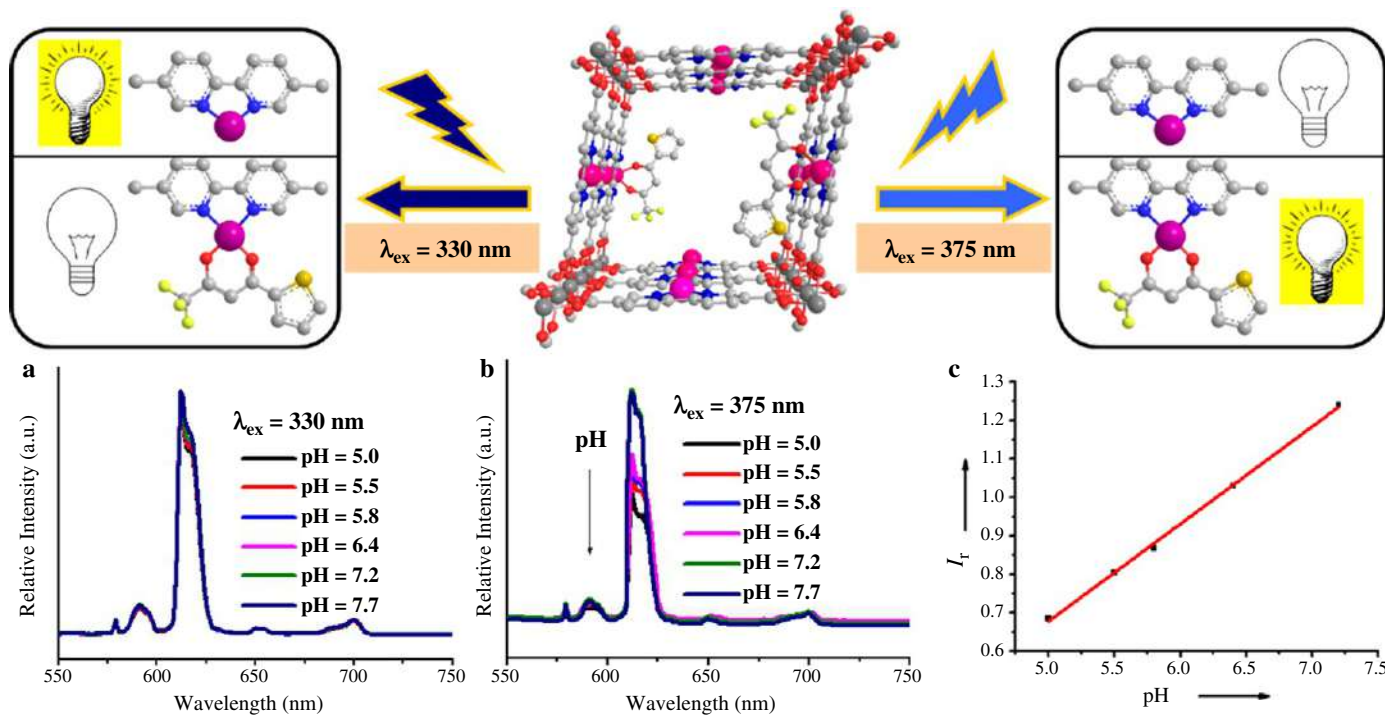 λex = 330 nm
λex = 375 nm
a
λex = 330 nm
pH = 5.0
pH = 5.5
pH = 5.8
pH = 6.4
pH = 7.2
pH = 7.7
Relative Intensity (a.u.)
550 600 650 700 750
Wavelength (nm)
b
λex = 375 nm
pH
pH = 5.0
pH = 5.5
pH = 5.8
pH = 6.4
pH = 7.2
pH = 7.7
Relative Intensity (a.u.)
550 600 650 700 750
Wavelength (nm)
c
1.3
1.2
1.1
1.0
0.9
0.8
0.7
0.6
Ir
5.0 5.5 6.0 6.5 7.0 7.5
pH
N N
N N
N N
N N